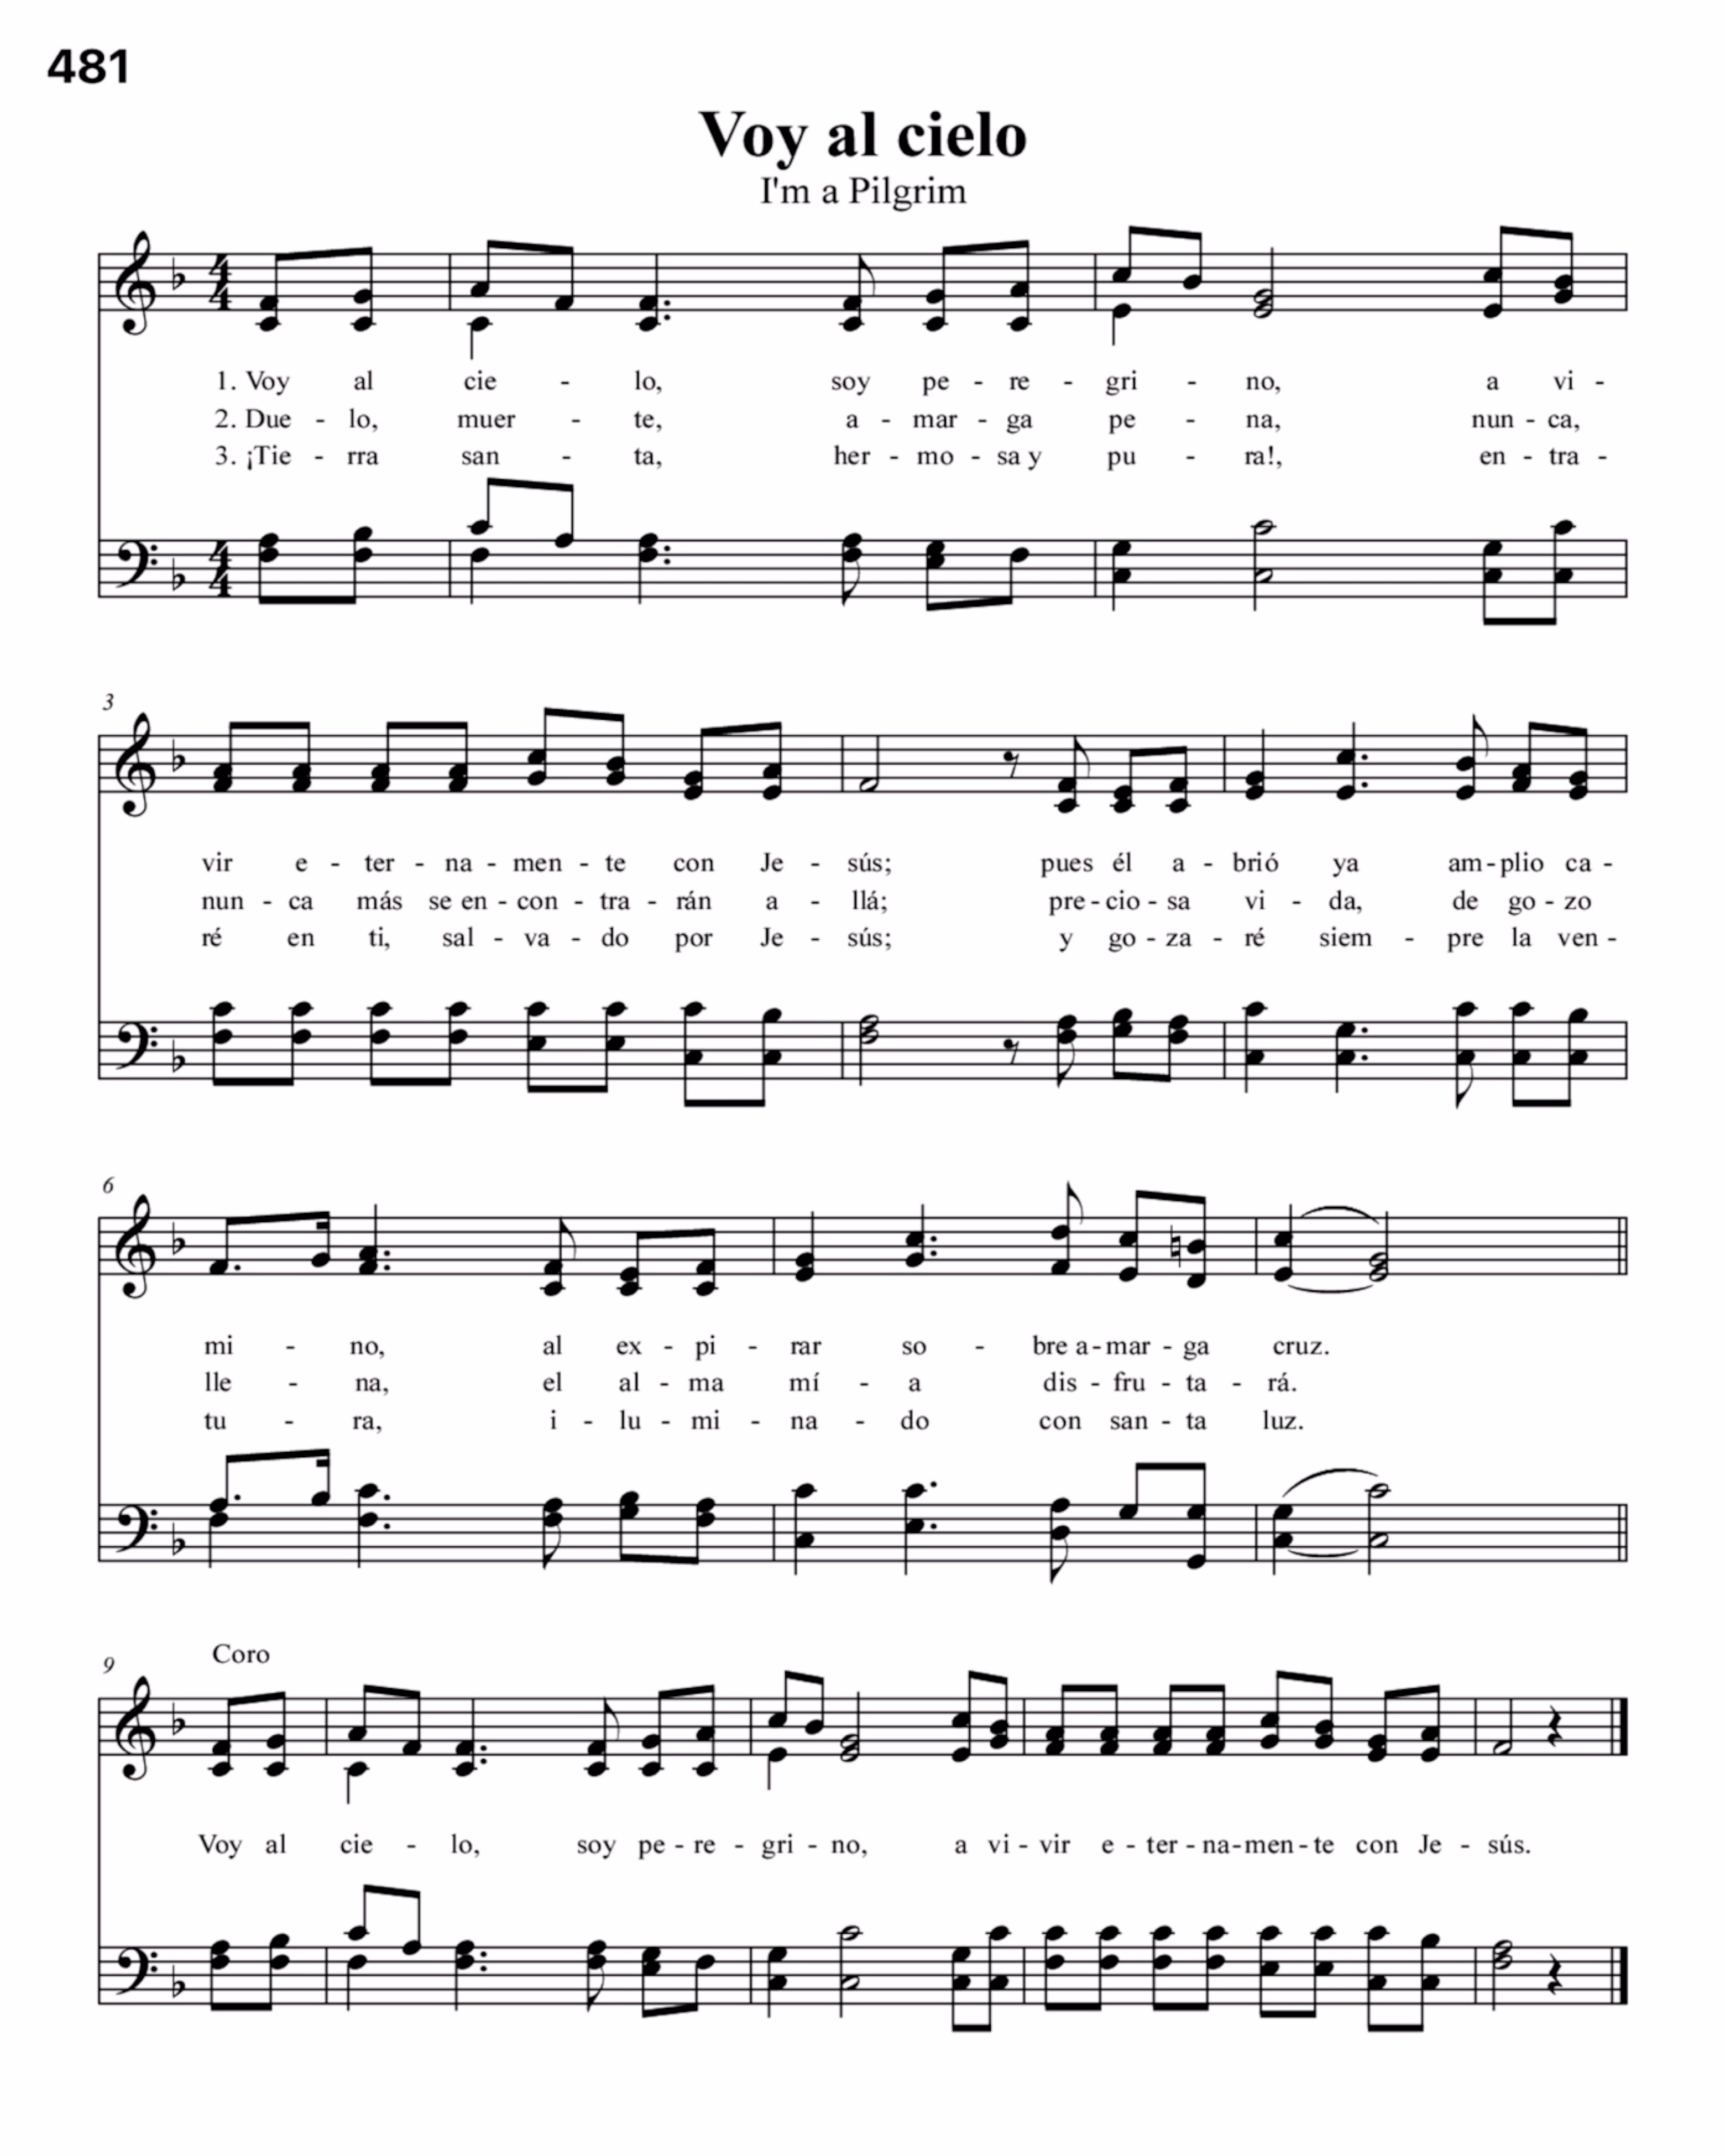 481
Voy al cielo
I'm a Pilgrim
1. Voy al cie - lo, soy pe - re - gri - no, a vi -
2. Due - lo, muer - te, a - mar - ga pe - na, nun - ca,
3. ¡Tie - rra san - ta, her - mo - sa y pu - ra!, en - tra -
3
vir e - ter - na - men - te con Je - sús; pues él a - brió ya am - plio ca -
nun - ca más se en - con - tra - rán a - llá; pre - cio - sa vi - da, de go - zo
ré en ti, sal - va - do por Je - sús; y go - za - ré siem - pre la ven -
6
mi - no, al ex - pi - rar so - bre a - mar - ga cruz.
lle - na, el al - ma mí - a dis - fru - ta - rá.
tu - ra, i - lu - mi - na - do con san - ta luz.
9
Coro
Voy al cie - lo, soy pe - re - gri - no, a vi - vir e - ter - na - men - te con Je - sús.